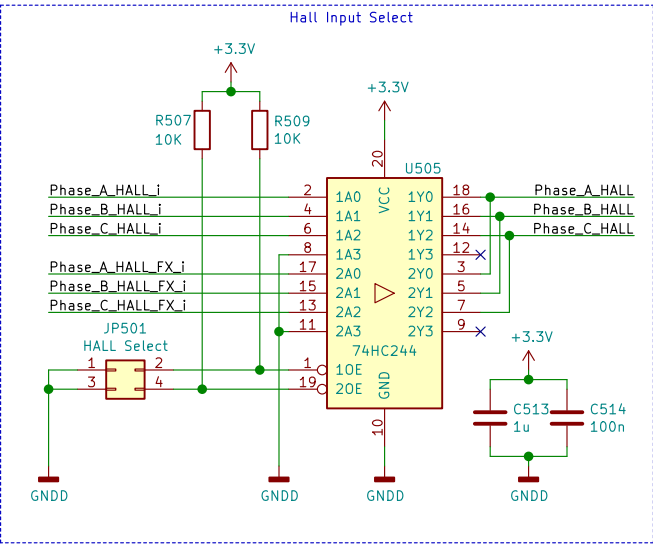 Hall Input Select
+3.3V
+3.3V
R507
10K
R509
10K
U505
20
VCC
Phase_A_HALL_i 2 1A0 1Y0 18 Phase_A_HALL
Phase_B_HALL_i 4 1A1 1Y1 16 Phase_B_HALL
Phase_C_HALL_i 6 1A2 1Y2 14 Phase_C_HALL
8 1A3 1Y3 12
Phase_A_HALL_FX_i 17 2A0 2Y0 3
Phase_B_HALL_FX_i 15 2A1 2Y1 5
Phase_C_HALL_FX_i 13 2A2 2Y2 7
11 2A3 2Y3 9
JP501
HALL Select
74HC244
1 2 1 1OE
3 4 19 2OE
GND
10
+3.3V
C513
1u
C514
100n
GNDD
GNDD
GNDD
GNDD